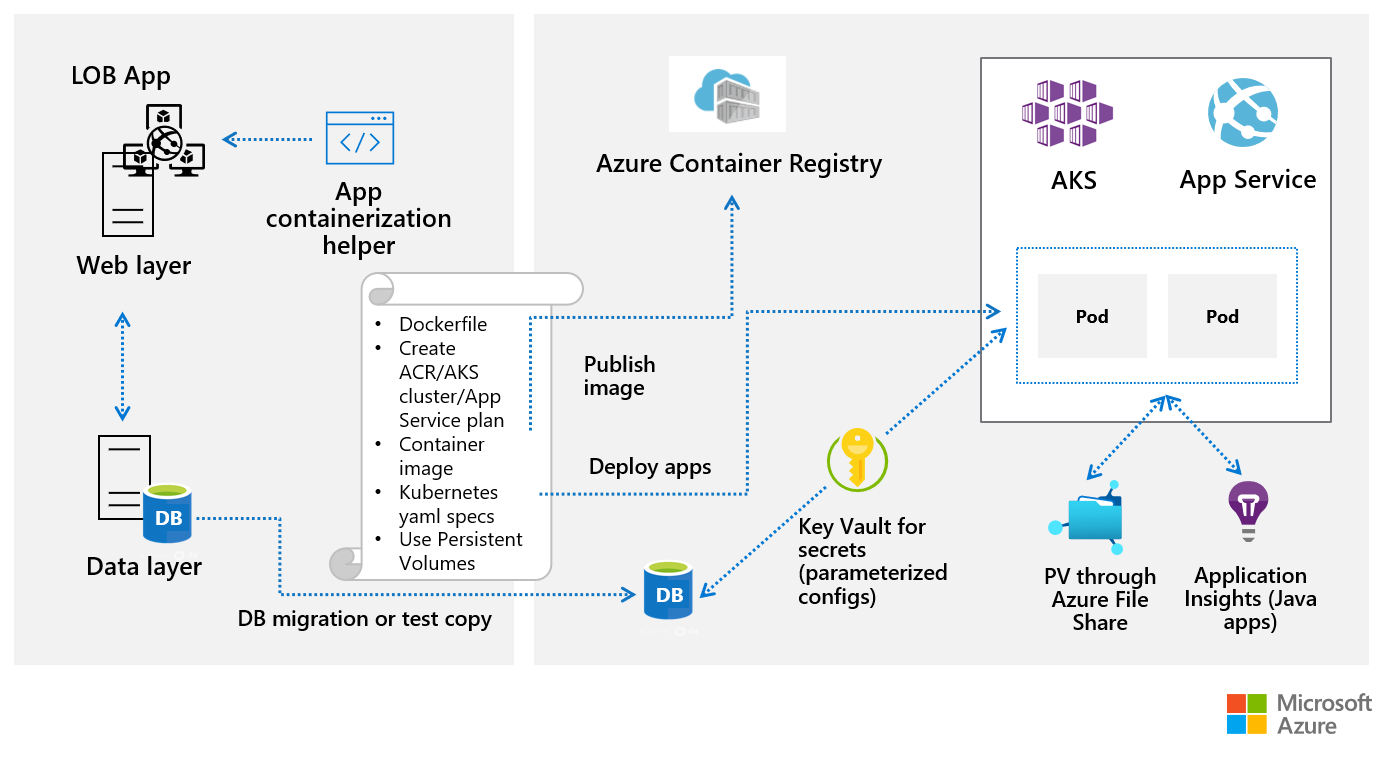 LOB App
Web layer
App
containerization
helper
DB
Data layer
• Dockerfile
• Create
ACR/AKS
cluster/App
Service plan
• Container
image
• Kubernetes
yaml specs
• Use Persistent
Volumes
DB migration or test copy
Azure Container Registry
Publish
image
Deploy apps
DB
Key Vault for
secrets
(parameterized
configs)
AKS
App Service
Pod
Pod
PV through
Azure File
Share
Application
Insights (Java
apps)
Microsoft
Azure